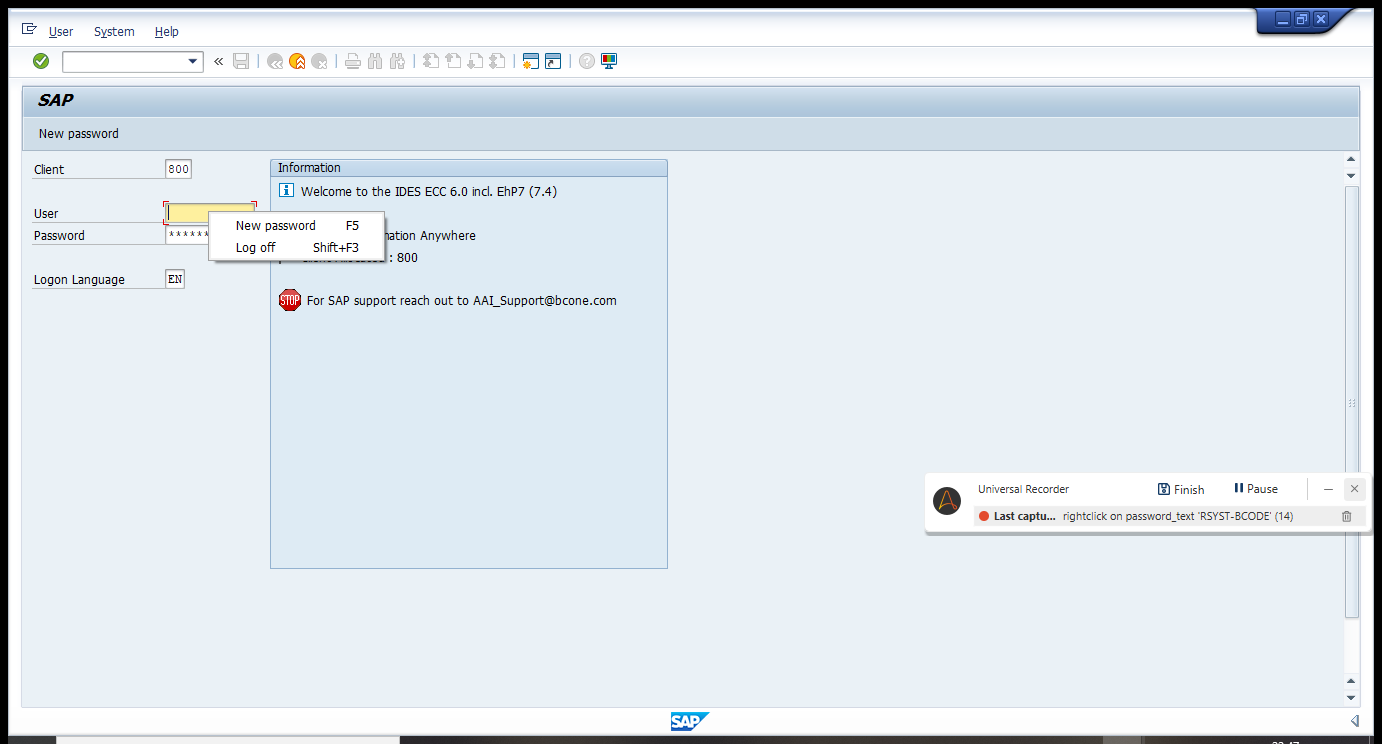 User System Help
SAP
New password
Client 800
User
Password ******
Logon Language EN
New password F5
Log off Shift+F3
Information
Welcome to the IDES ECC 6.0 incl. EhP7 (7.4)
Anywhere
: 800
STOP For SAP support reach out to AAI_Support@bcone.com
Universal Recorder Finish Pause
Last captu... rightclick on password_text 'RSYST-BCODE' (14)
SAP